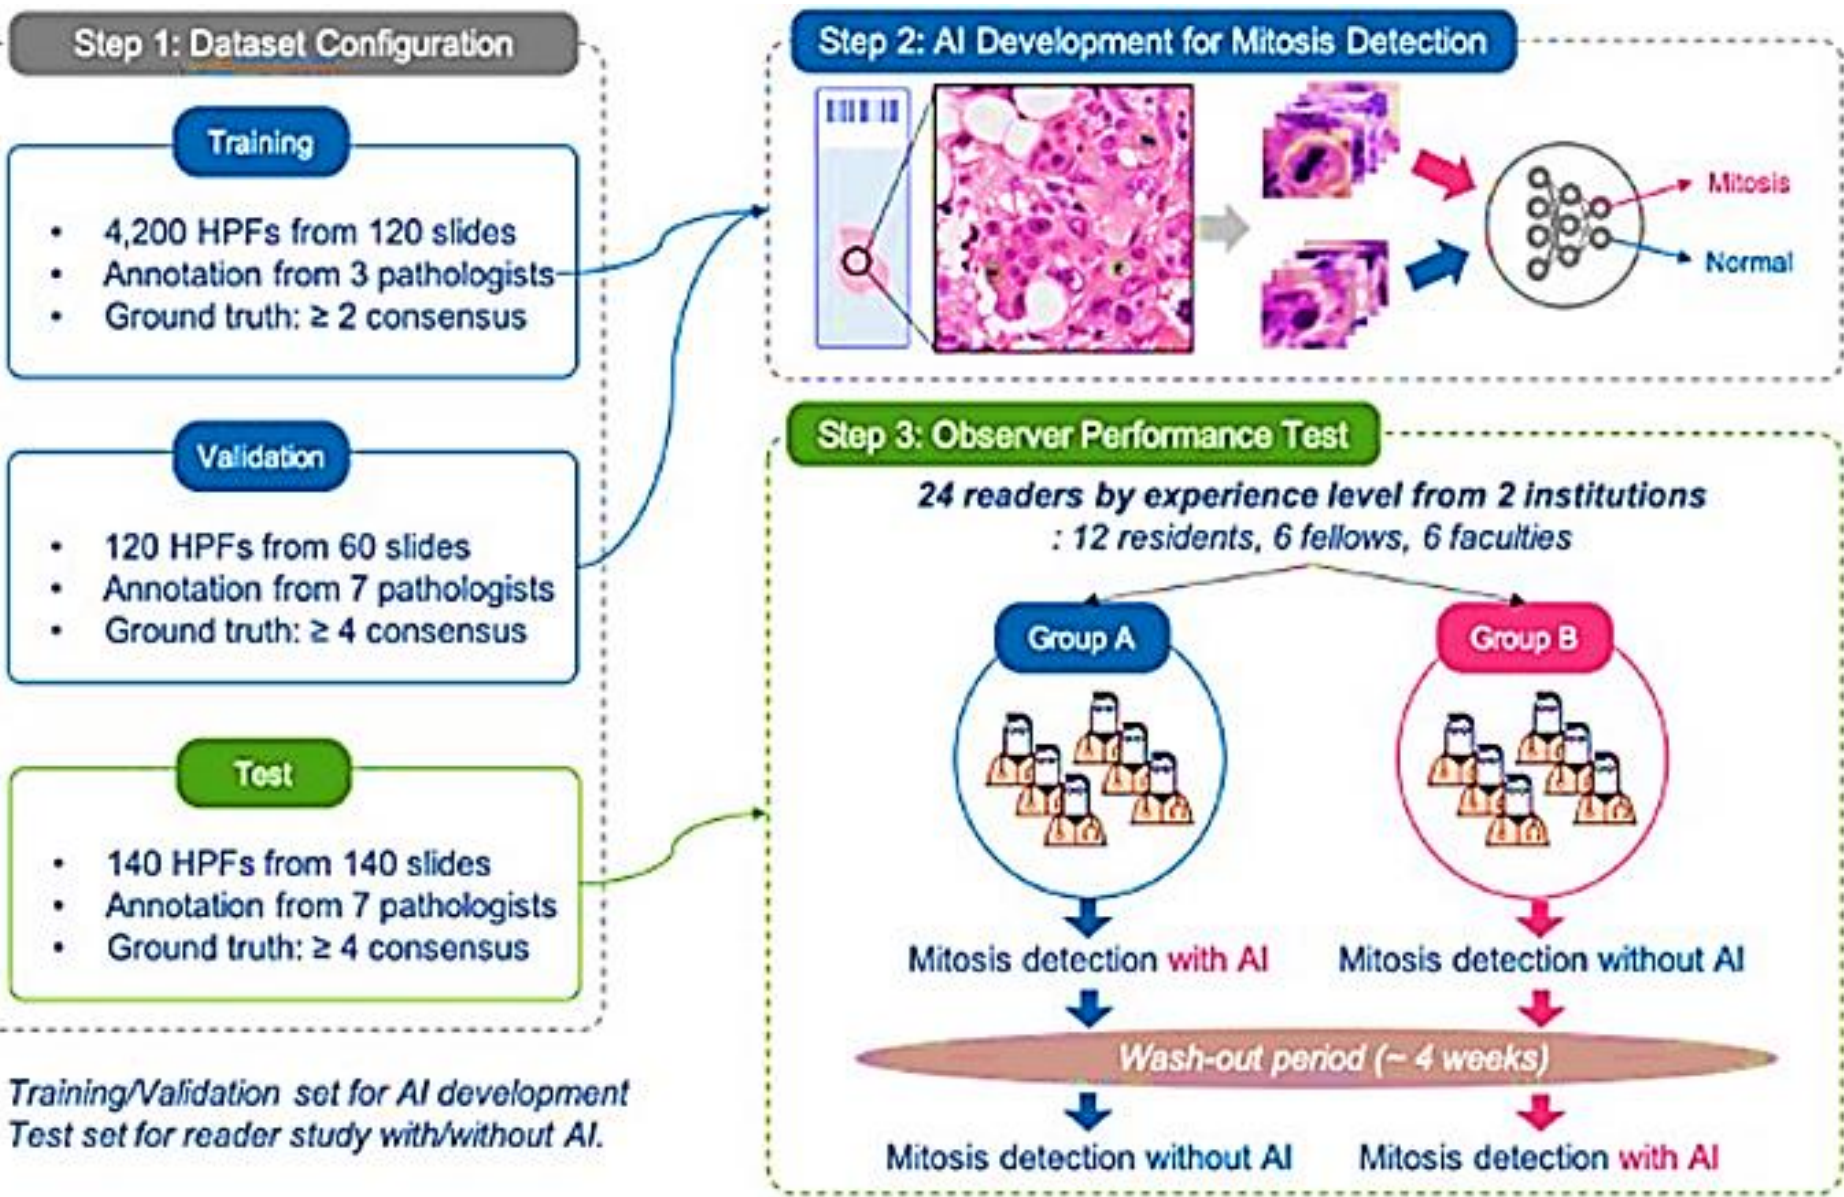 Step 1: Dataset Configuration
Training
• 4,200 HPFs from 120 slides
• Annotation from 3 pathologists
• Ground truth: ≥ 2 consensus
Validation
• 120 HPFs from 60 slides
• Annotation from 7 pathologists
• Ground truth: ≥ 4 consensus
Test
• 140 HPFs from 140 slides
• Annotation from 7 pathologists
• Ground truth: ≥ 4 consensus
Training/Validation set for AI development
Test set for reader study with/without AI.
Step 2: AI Development for Mitosis Detection
Mitosis
Normal
Step 3: Observer Performance Test
24 readers by experience level from 2 institutions
: 12 residents, 6 fellows, 6 faculties
Group A
Group B
Mitosis detection with AI
Mitosis detection without AI
Wash-out period (~ 4 weeks)
Mitosis detection without AI
Mitosis detection with AI